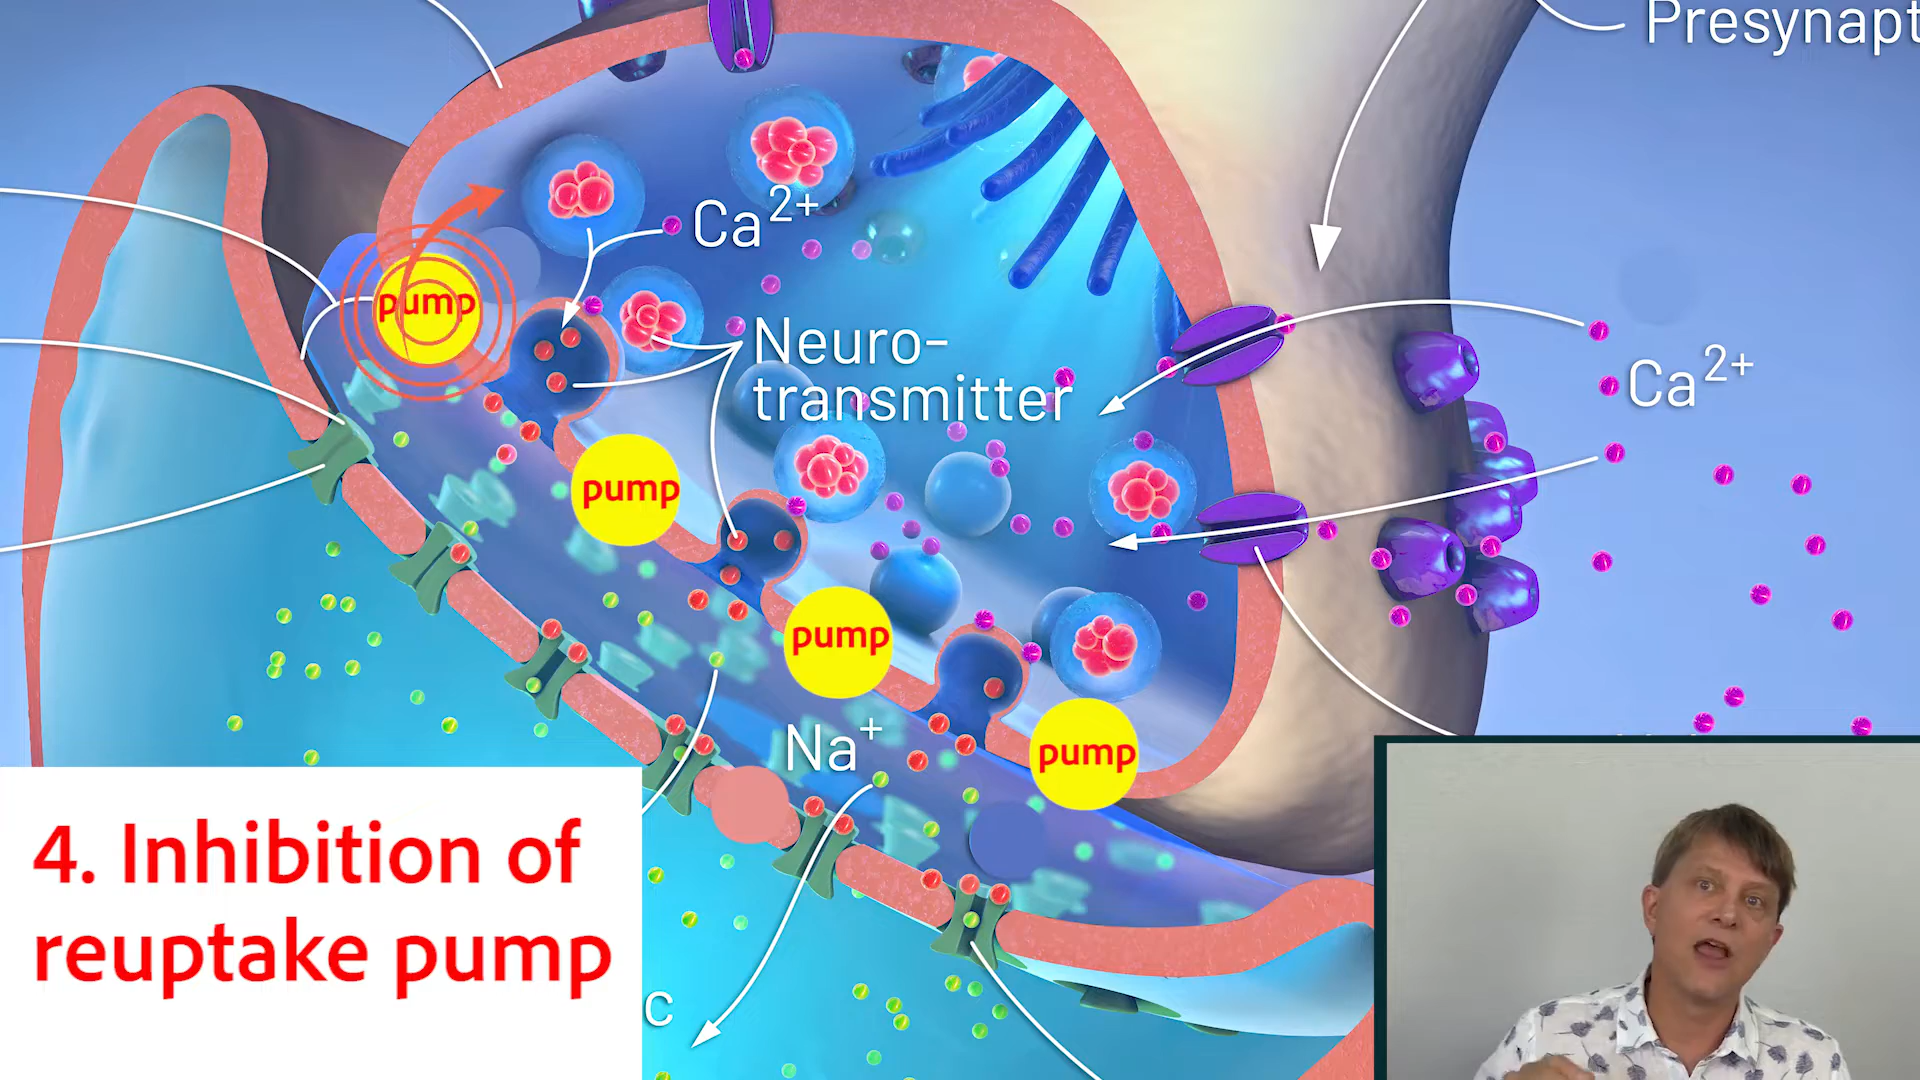 Presynapt
Ca2+
pump
Neuro-
transmitter
Ca2+
pump
pump
Na+
pump
4. Inhibition of
reuptake pump
c